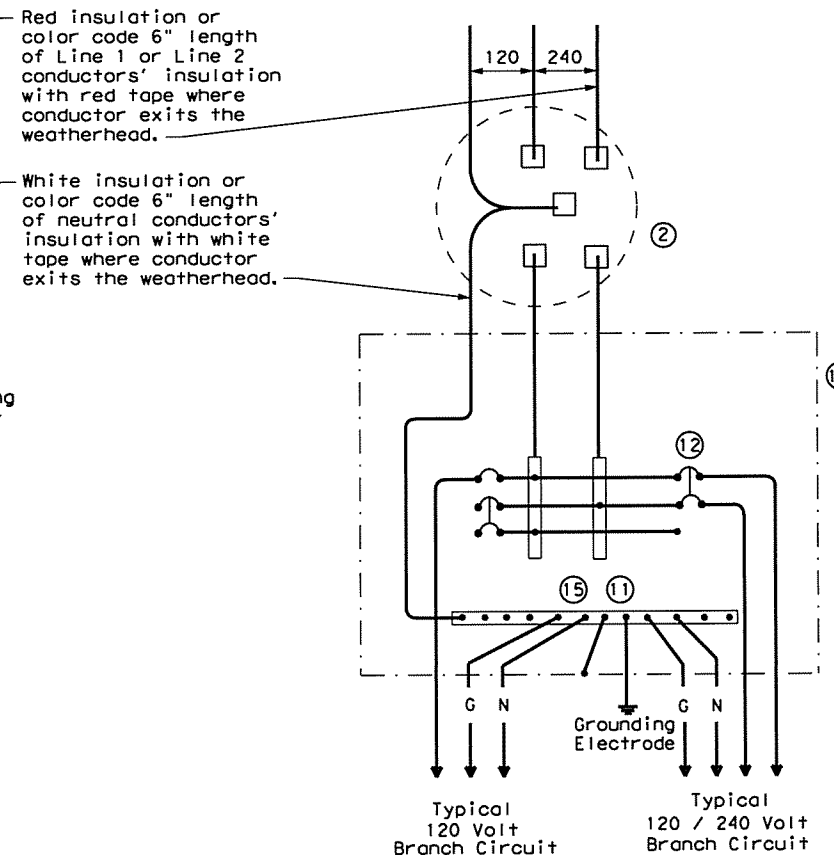 Red insulation or
color code 6" length
of Line 1 or Line 2
conductors' insulation
with red tape where
conductor exits the
weatherhead.
120 240
White insulation or
color code 6" length
of neutral conductors'
insulation with white
tape where conductor
exits the weatherhead.
2
12
15 11
G N
G N
Grounding
Electrode
Typical
120 Volt
Branch Circuit
Typical
120 / 240 Volt
Branch Circuit